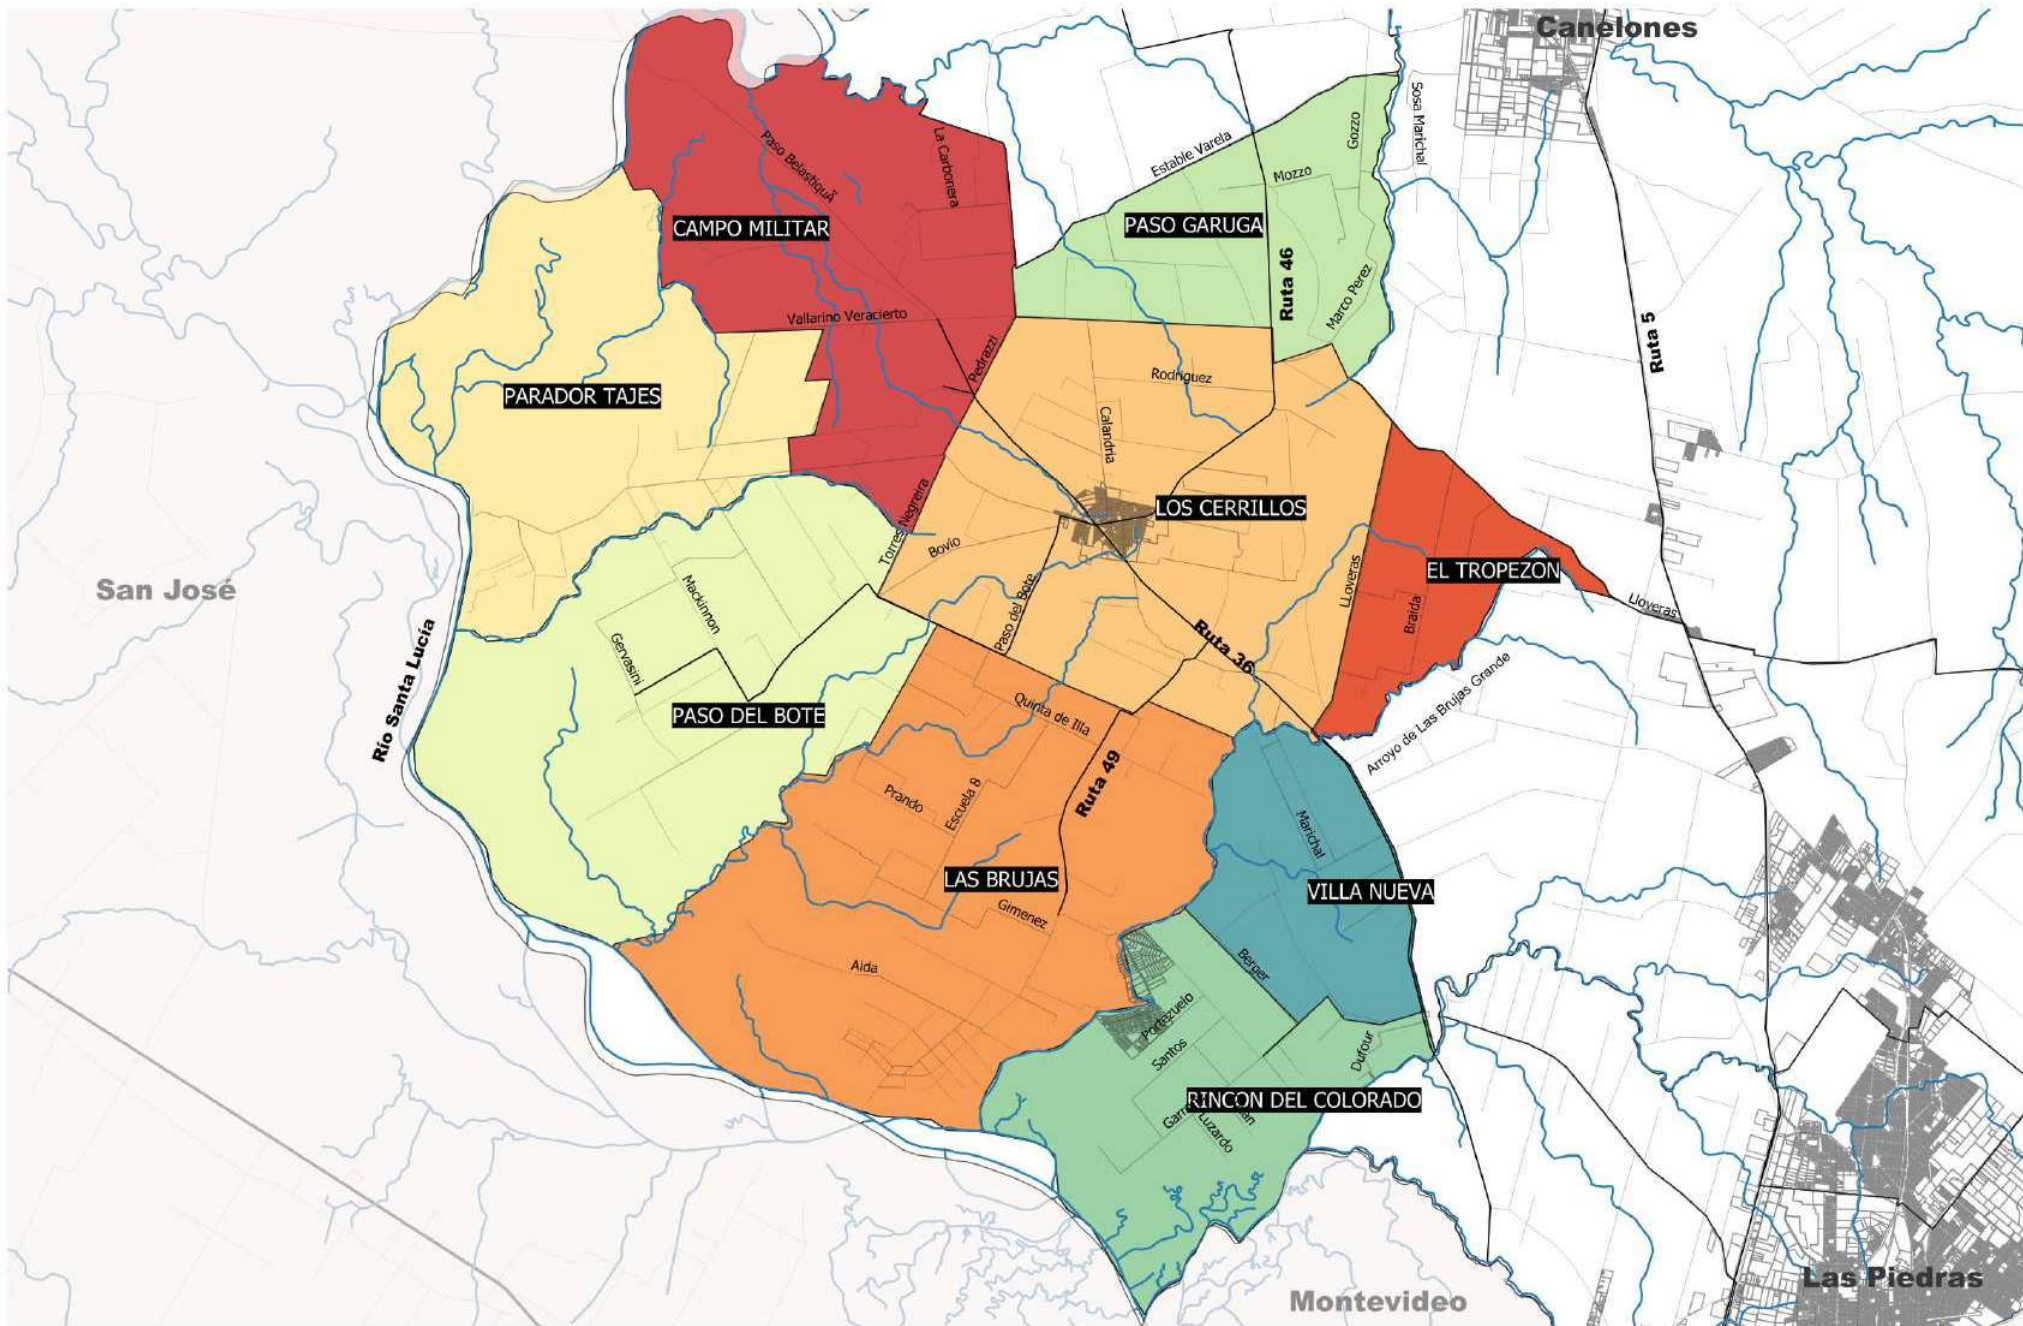 Canelones
Sosa Marichal
Gozzo
Estable Varela
La Carbonera
Paso BelastiquÃ
Mozzo
CAMPO MILITAR
PASO GARUGA
Ruta 46
Marco Perez
Vallarino Veracierto
Ruta 5
Pedrazzi
Rodriguez
PARADOR TAJES
Calandria
LOS CERRILLOS
Torres Negreira
Bovio
EL TROPEZON
Lloveras
LLoveras
San José
Mackinnon
Paso del Bote
Braida
Gervasini
Ruta 36
Río Santa Lucía
PASO DEL BOTE
Quinta de Illa
Arroyo de Las Brujas Grande
Ruta 49
Prando
Escuela 8
Marichal
LAS BRUJAS
VILLA NUEVA
Gimenez
Aida
Berger
Portezuelo
Santos
Dufour
RINCON DEL COLORADO
Luzardo
Las Piedras
Montevideo